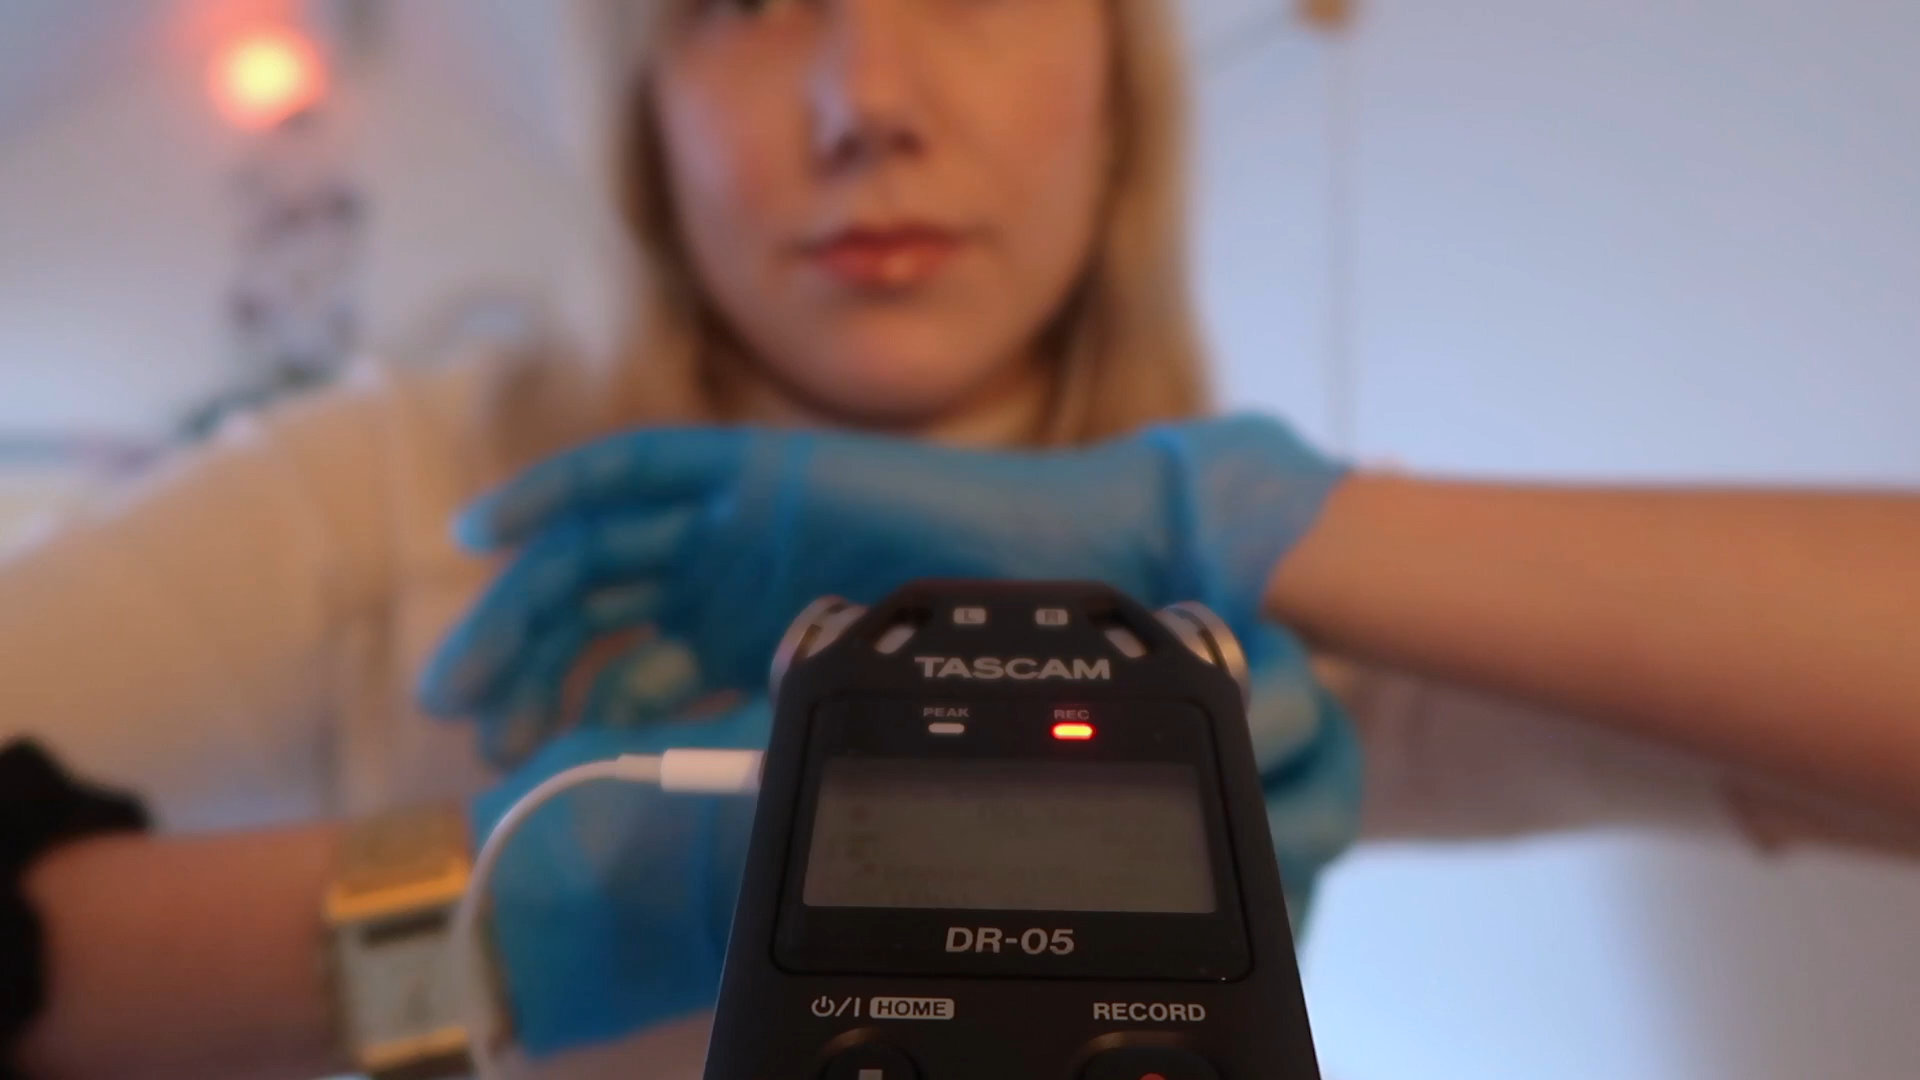 L R
TASCAM
PEAK REC
DR-05
HOME RECORD